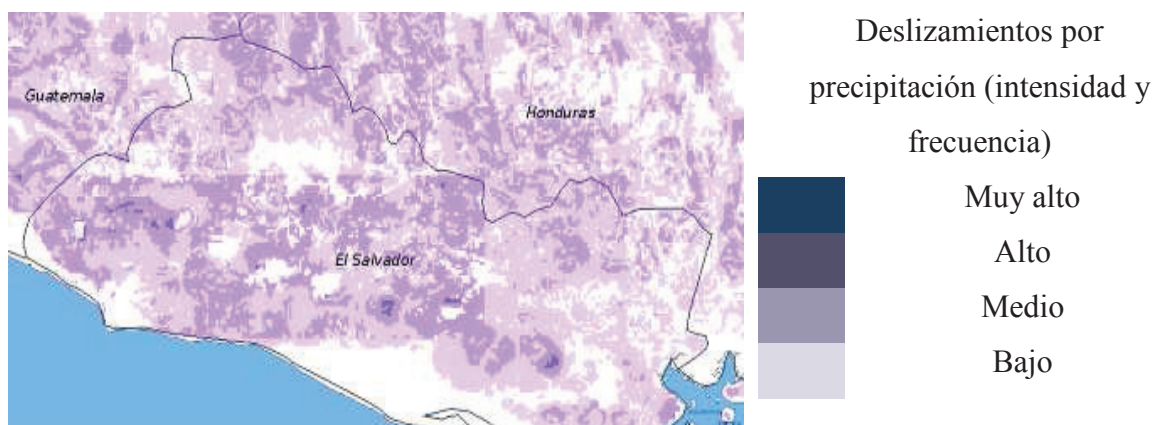 Guatemala
Honduras
El Salvador
Deslizamientos por
precipitación (intensidad y
frecuencia)
Muy alto
Alto
Medio
Bajo